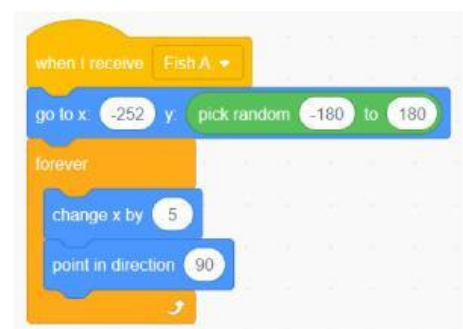 when I receive Fish A
go to x: -252 y: pick random -180 to 180
forever
change x by 5
point in direction 90